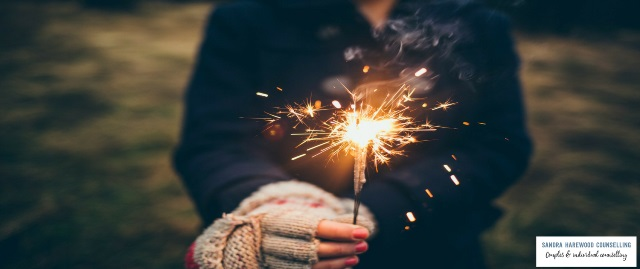 SANDRA HAREWOOD COUNSELLING
Couples & individual counselling